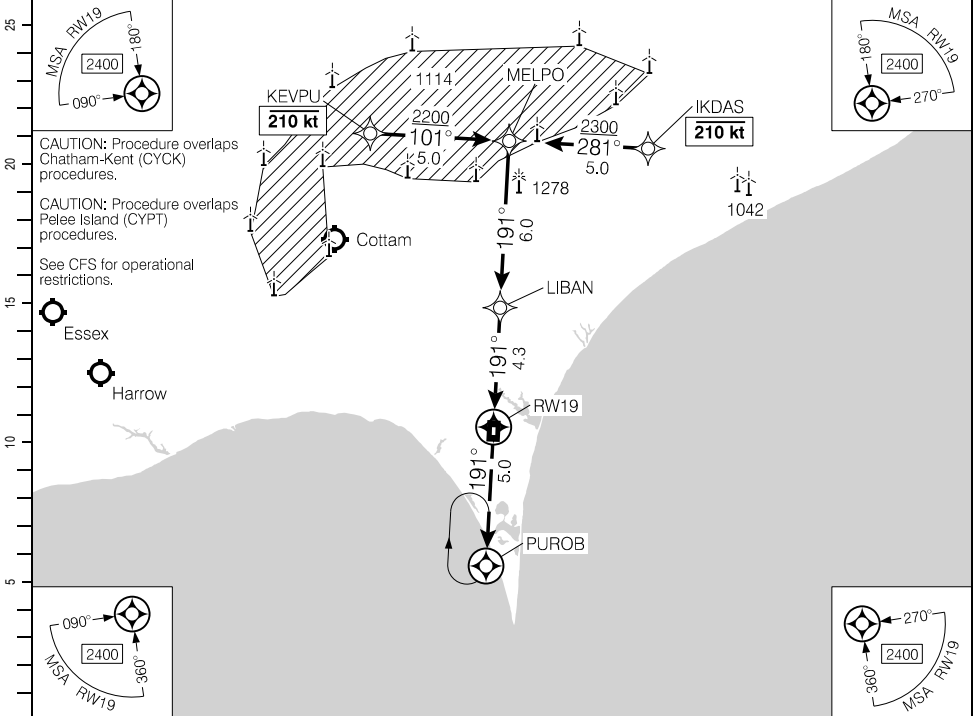 25
20
15
10
5
MSA RW19
180°
2400
090°
MSA RW19
180°
2400
270°
CAUTION: Procedure overlaps
Chatham-Kent (CYCK)
procedures.
CAUTION: Procedure overlaps
Pelee Island (CYPT)
procedures.
See CFS for operational
restrictions.
1114
MELPO
KEVPU
210 kt
2200
101°
5.0
2300
281°
5.0
IKDAS
210 kt
1278
1042
191°
6.0
Cottam
LIBAN
Essex
191°
4.3
Harrow
RW19
191°
5.0
PUROB
090°
2400
360°
MSA RW19
270°
2400
360°
MSA RW19